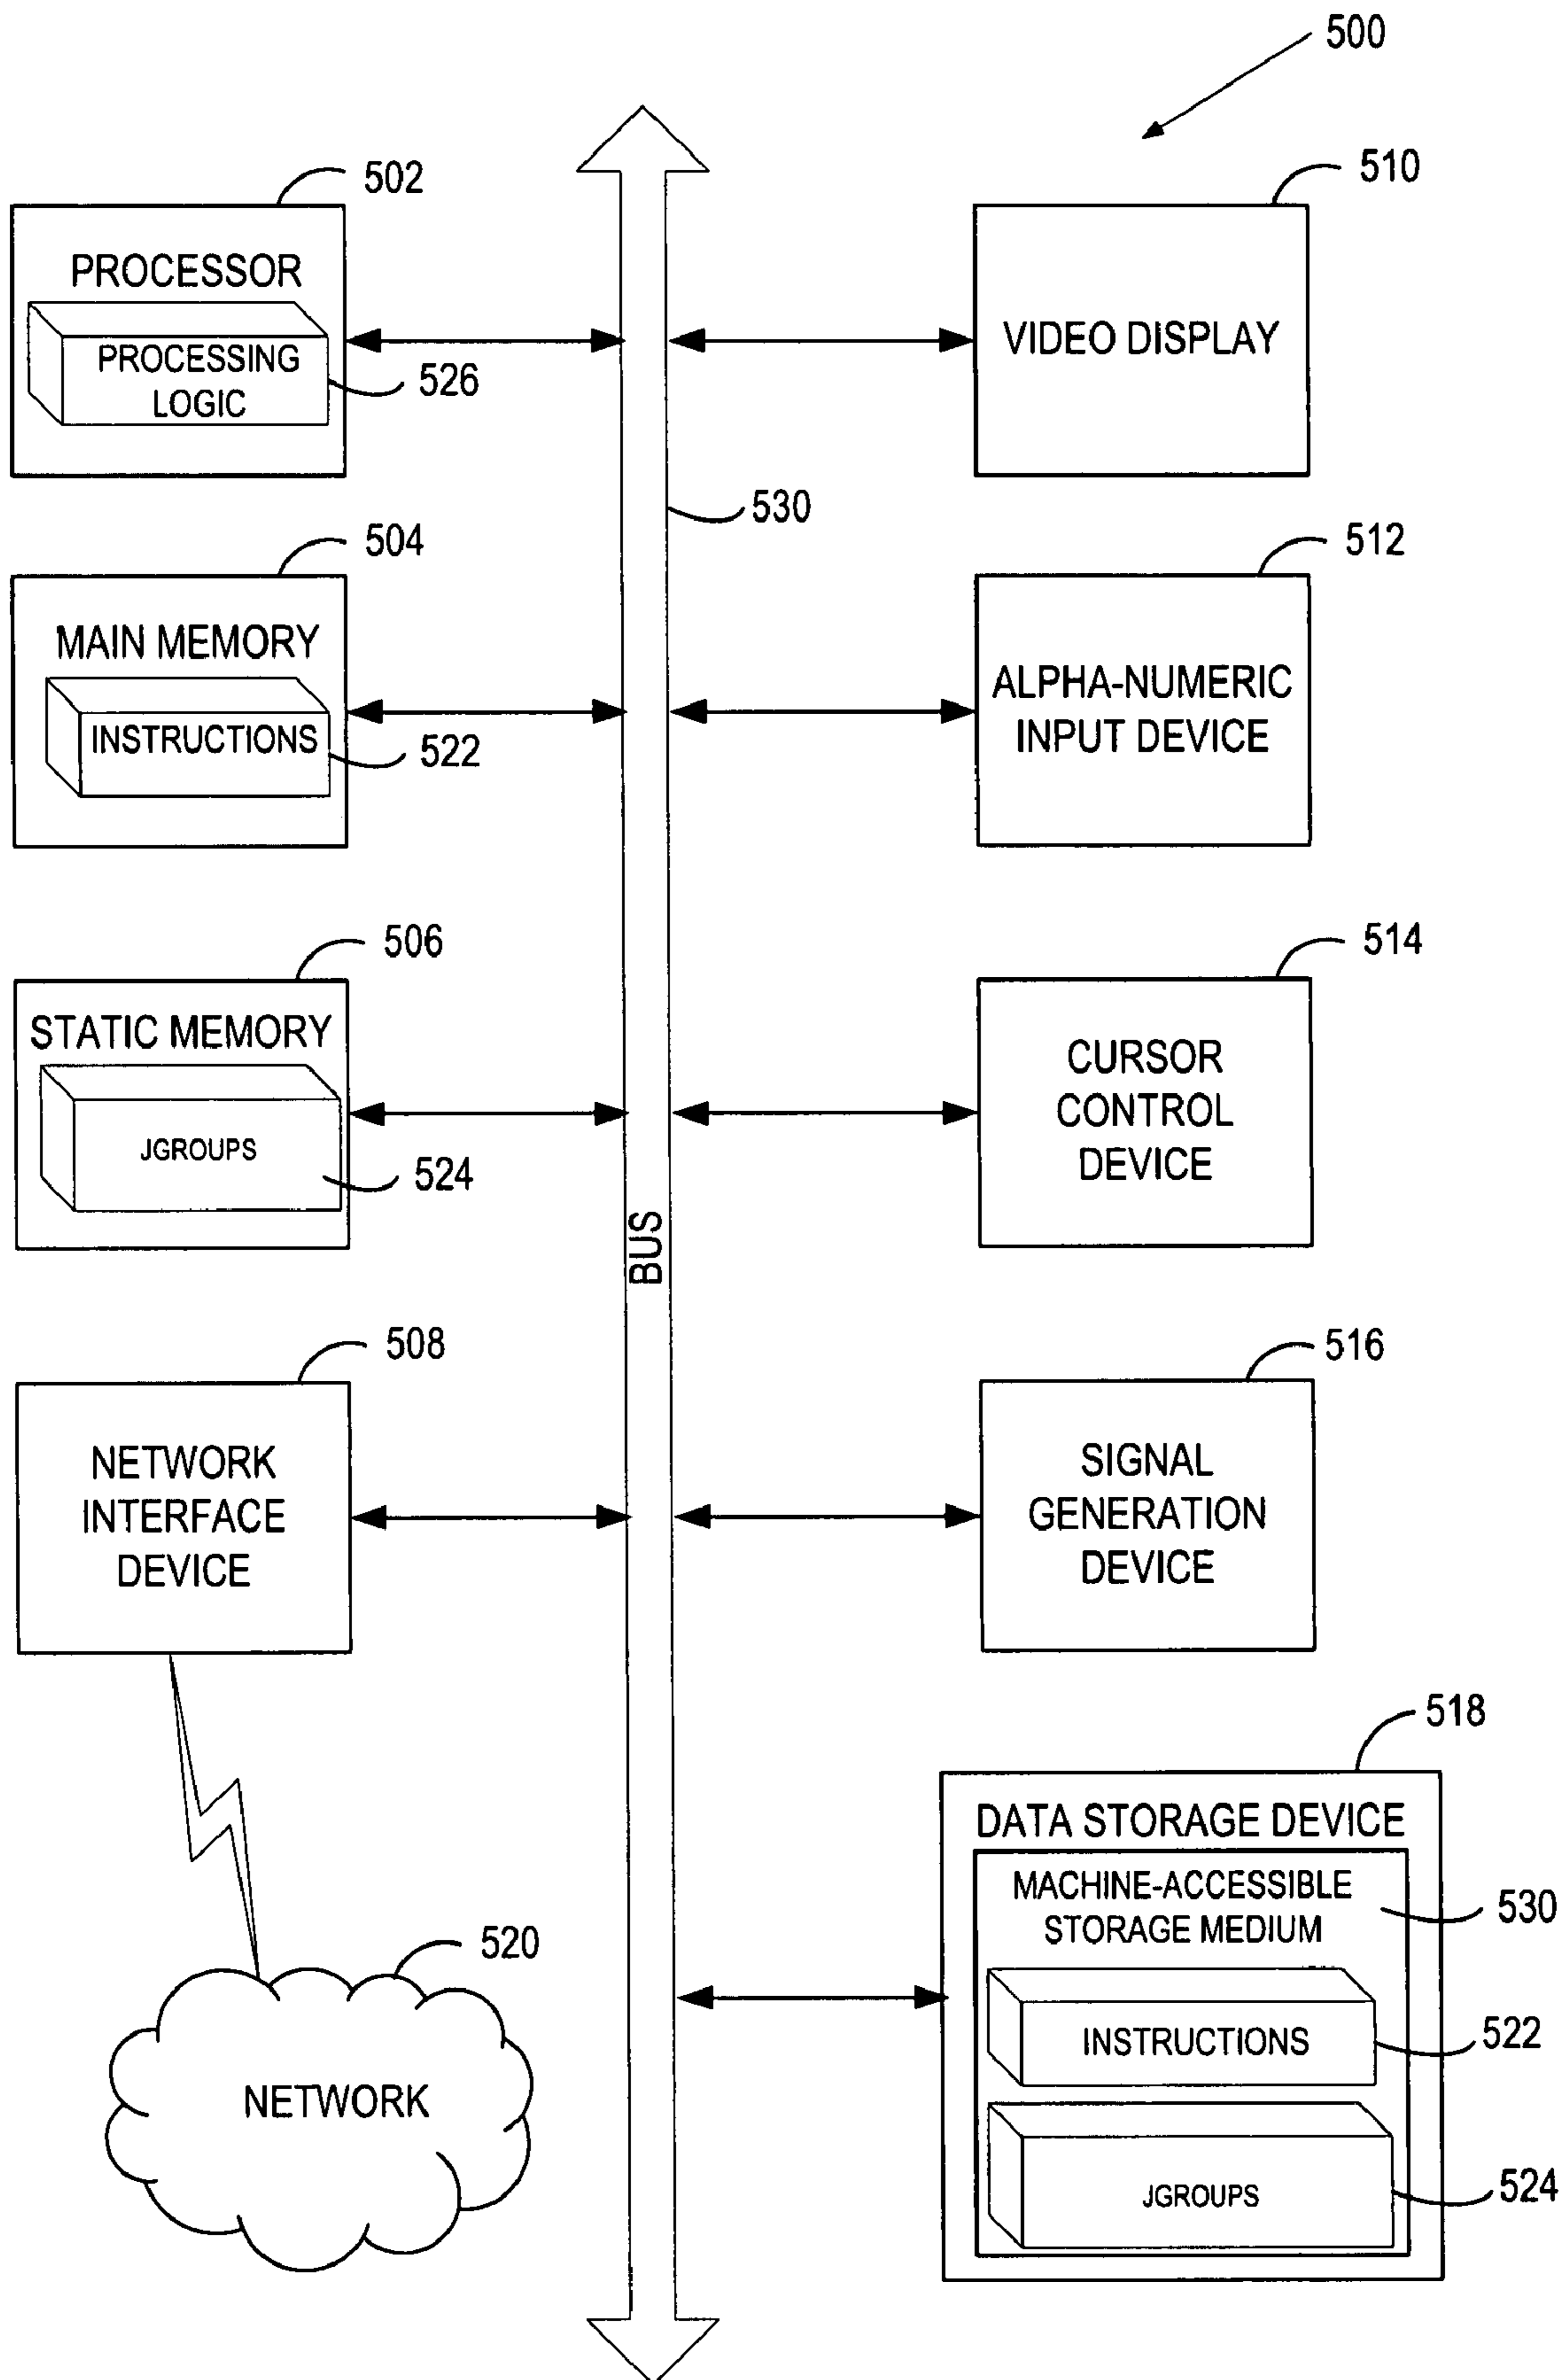 500
502
PROCESSOR
PROCESSING
LOGIC
526
510
VIDEO DISPLAY
530
504
MAIN MEMORY
INSTRUCTIONS
522
512
ALPHA-NUMERIC
INPUT DEVICE
506
STATIC MEMORY
JGROUPS
524
514
CURSOR
CONTROL
DEVICE
BUS
508
NETWORK
INTERFACE
DEVICE
516
SIGNAL
GENERATION
DEVICE
518
DATA STORAGE DEVICE
MACHINE-ACCESSIBLE
STORAGE MEDIUM
530
INSTRUCTIONS
522
JGROUPS
524
520
NETWORK